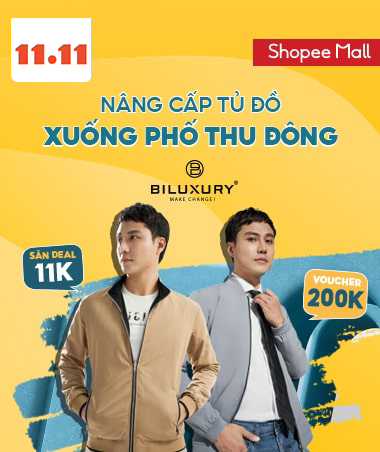 11.11
Shopee Mall
NÂNG CẤP TỦ ĐỒ
XUỐNG PHỐ THU ĐÔNG
BILUXURY®
MAKE CHANGE!
SĂN DEAL
11K
VOUCHER
200K